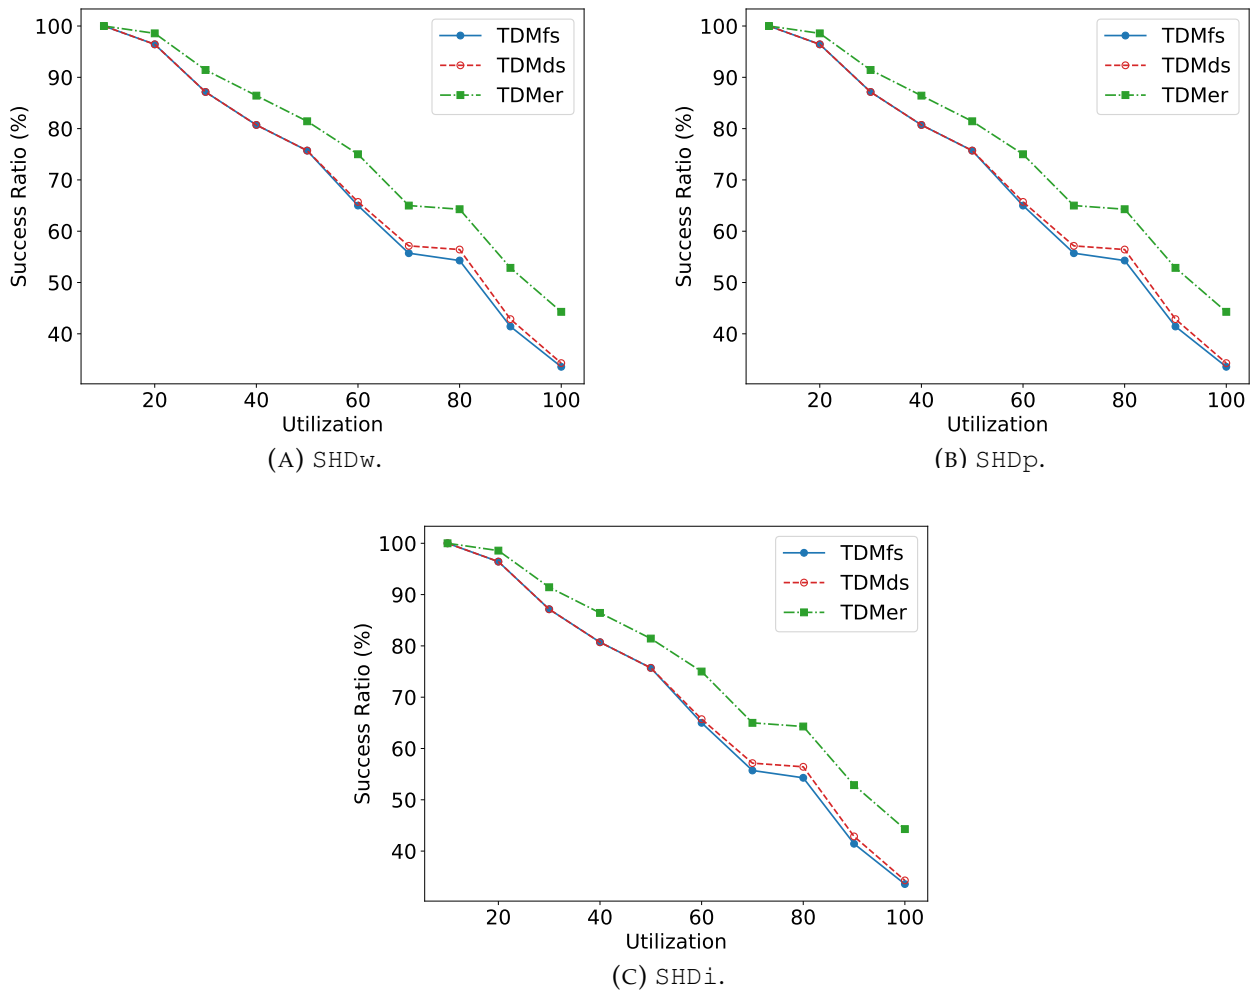 100
90
80
70
60
50
40
Success Ratio (%)
TDMfs
TDMds
TDMer
20 40 60 80 100
Utilization
(A) SHDw.
100
90
80
70
60
50
40
Success Ratio (%)
TDMfs
TDMds
TDMer
20 40 60 80 100
Utilization
(B) SHDp.
100
90
80
70
60
50
40
Success Ratio (%)
TDMfs
TDMds
TDMer
20 40 60 80 100
Utilization
(C) SHDi.